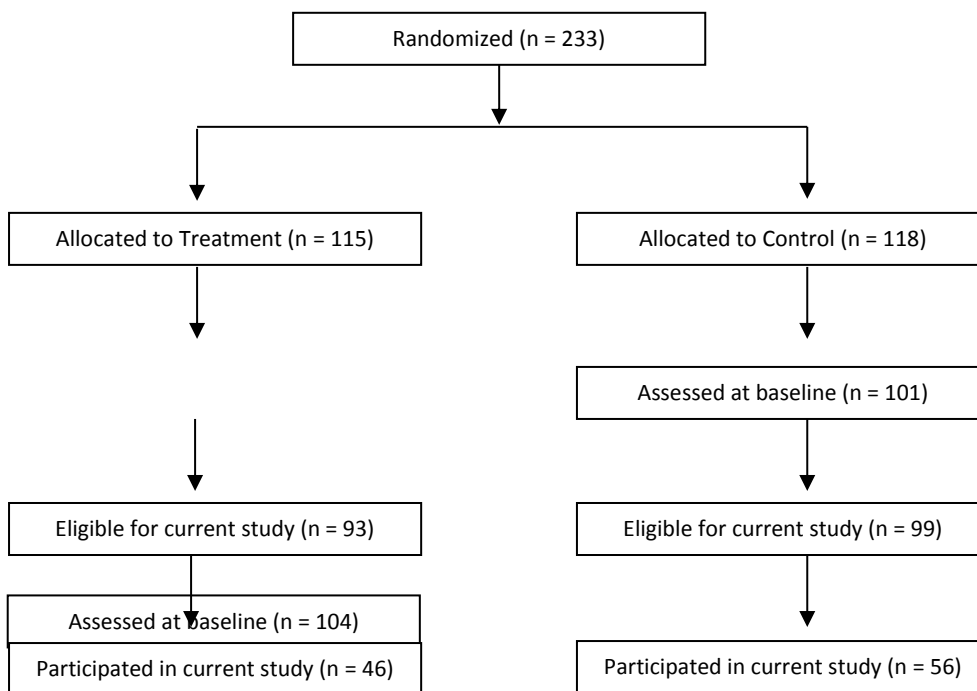 Randomized (n = 233)
Allocated to Treatment (n = 115)
Allocated to Control (n = 118)
Assessed at baseline (n = 101)
Eligible for current study (n = 93)
Eligible for current study (n = 99)
Assessed at baseline (n = 104)
Participated in current study (n = 46)
Participated in current study (n = 56)